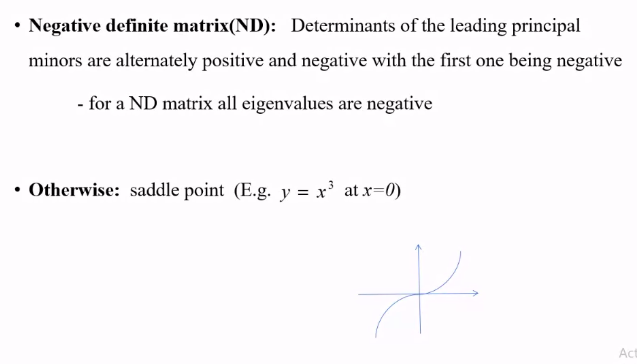 • Negative definite matrix(ND): Determinants of the leading principal
minors are alternately positive and negative with the first one being negative
- for a ND matrix all eigenvalues are negative
• Otherwise: saddle point (E.g. y = x³ at x=0)
Act